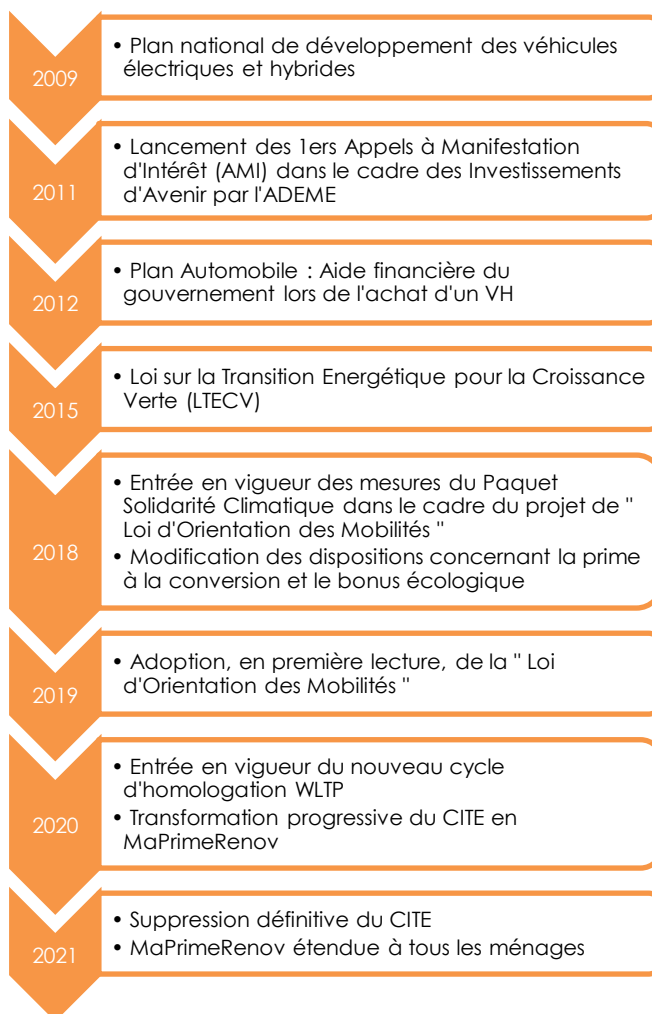 2009
• Plan national de développement des véhicules
électriques et hybrides
2011
• Lancement des 1ers Appels à Manifestation
d'Intérêt (AMI) dans le cadre des Investissements
d'Avenir par l'ADEME
2012
• Plan Automobile : Aide financière du
gouvernement lors de l'achat d'un VH
2015
• Loi sur la Transition Energétique pour la Croissance
Verte (LTECV)
2018
• Entrée en vigueur des mesures du Paquet
Solidarité Climatique dans le cadre du projet de "
Loi d'Orientation des Mobilités "
• Modification des dispositions concernant la prime
à la conversion et le bonus écologique
2019
• Adoption, en première lecture, de la " Loi
d'Orientation des Mobilités "
2020
• Entrée en vigueur du nouveau cycle
d'homologation WLTP
• Transformation progressive du CITE en
MaPrimeRenov
2021
• Suppression définitive du CITE
• MaPrimeRenov étendue à tous les ménages